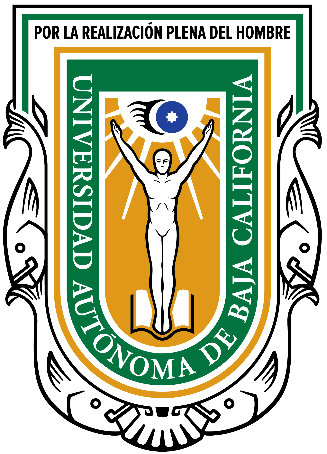 POR LA REALIZACIÓN PLENA DEL HOMBRE
UNIVERSIDAD AUTÓNOMA DE BAJA CALIFORNIA